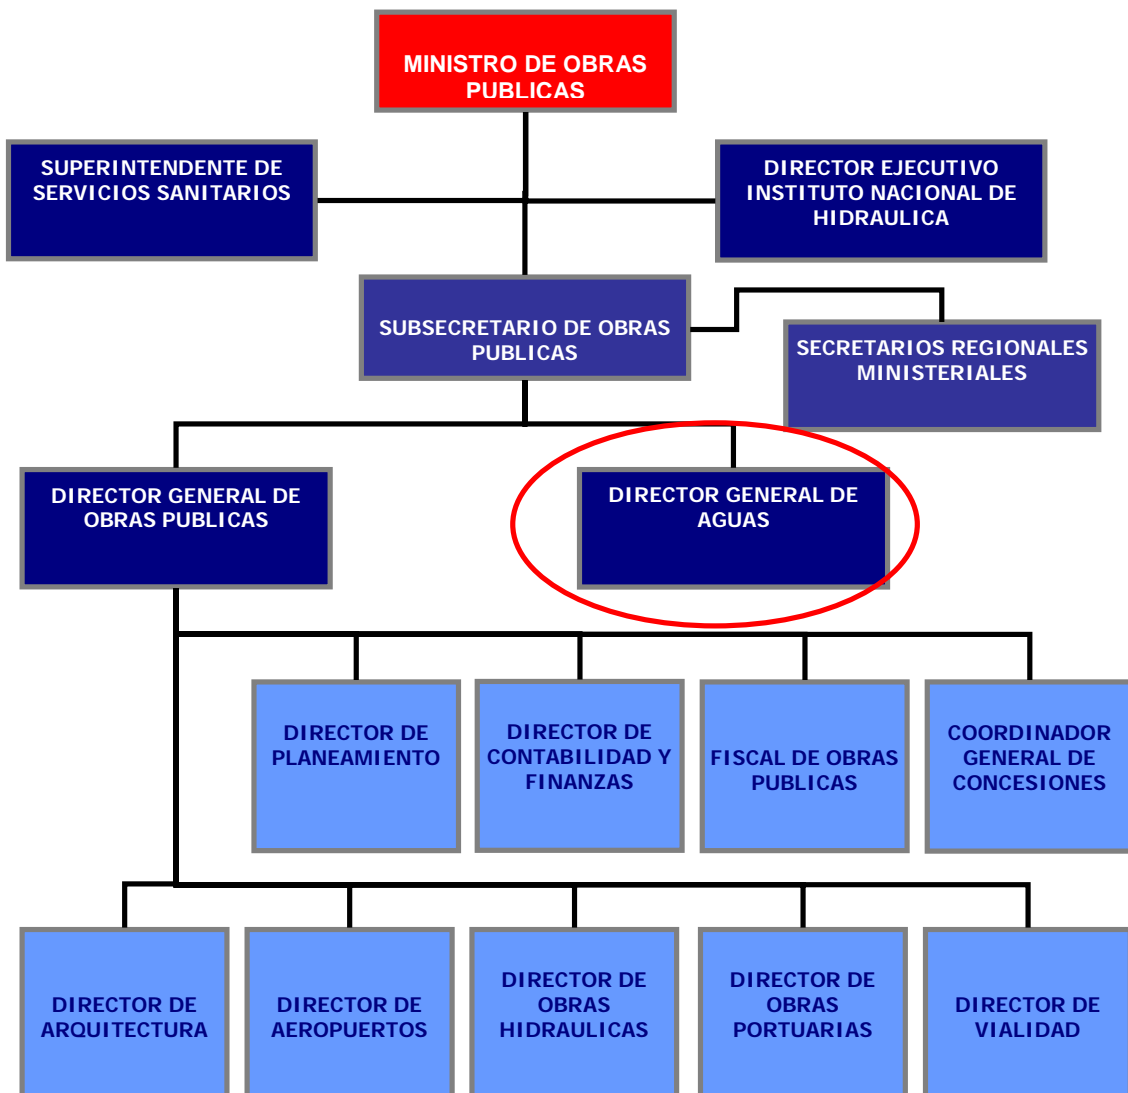 MINISTRO DE OBRAS
PUBLICAS
SUPERINTENDENTE DE
SERVICIOS SANITARIOS
DIRECTOR EJECUTIVO
INSTITUTO NACIONAL DE
HIDRAULICA
SUBSECRETARIO DE OBRAS
PUBLICAS
SECRETARIOS REGIONALES
MINISTERIALES
DIRECTOR GENERAL DE
OBRAS PUBLICAS
DIRECTOR GENERAL DE
AGUAS
DIRECTOR DE
PLANEAMIENTO
DIRECTOR DE
CONTABILIDAD Y
FINANZAS
FISCAL DE OBRAS
PUBLICAS
COORDINADOR
GENERAL DE
CONCESIONES
DIRECTOR DE
ARQUITECTURA
DIRECTOR DE
AEROPUERTOS
DIRECTOR DE
OBRAS
HIDRAULICAS
DIRECTOR DE
OBRAS
PORTUARIAS
DIRECTOR DE
VIALIDAD